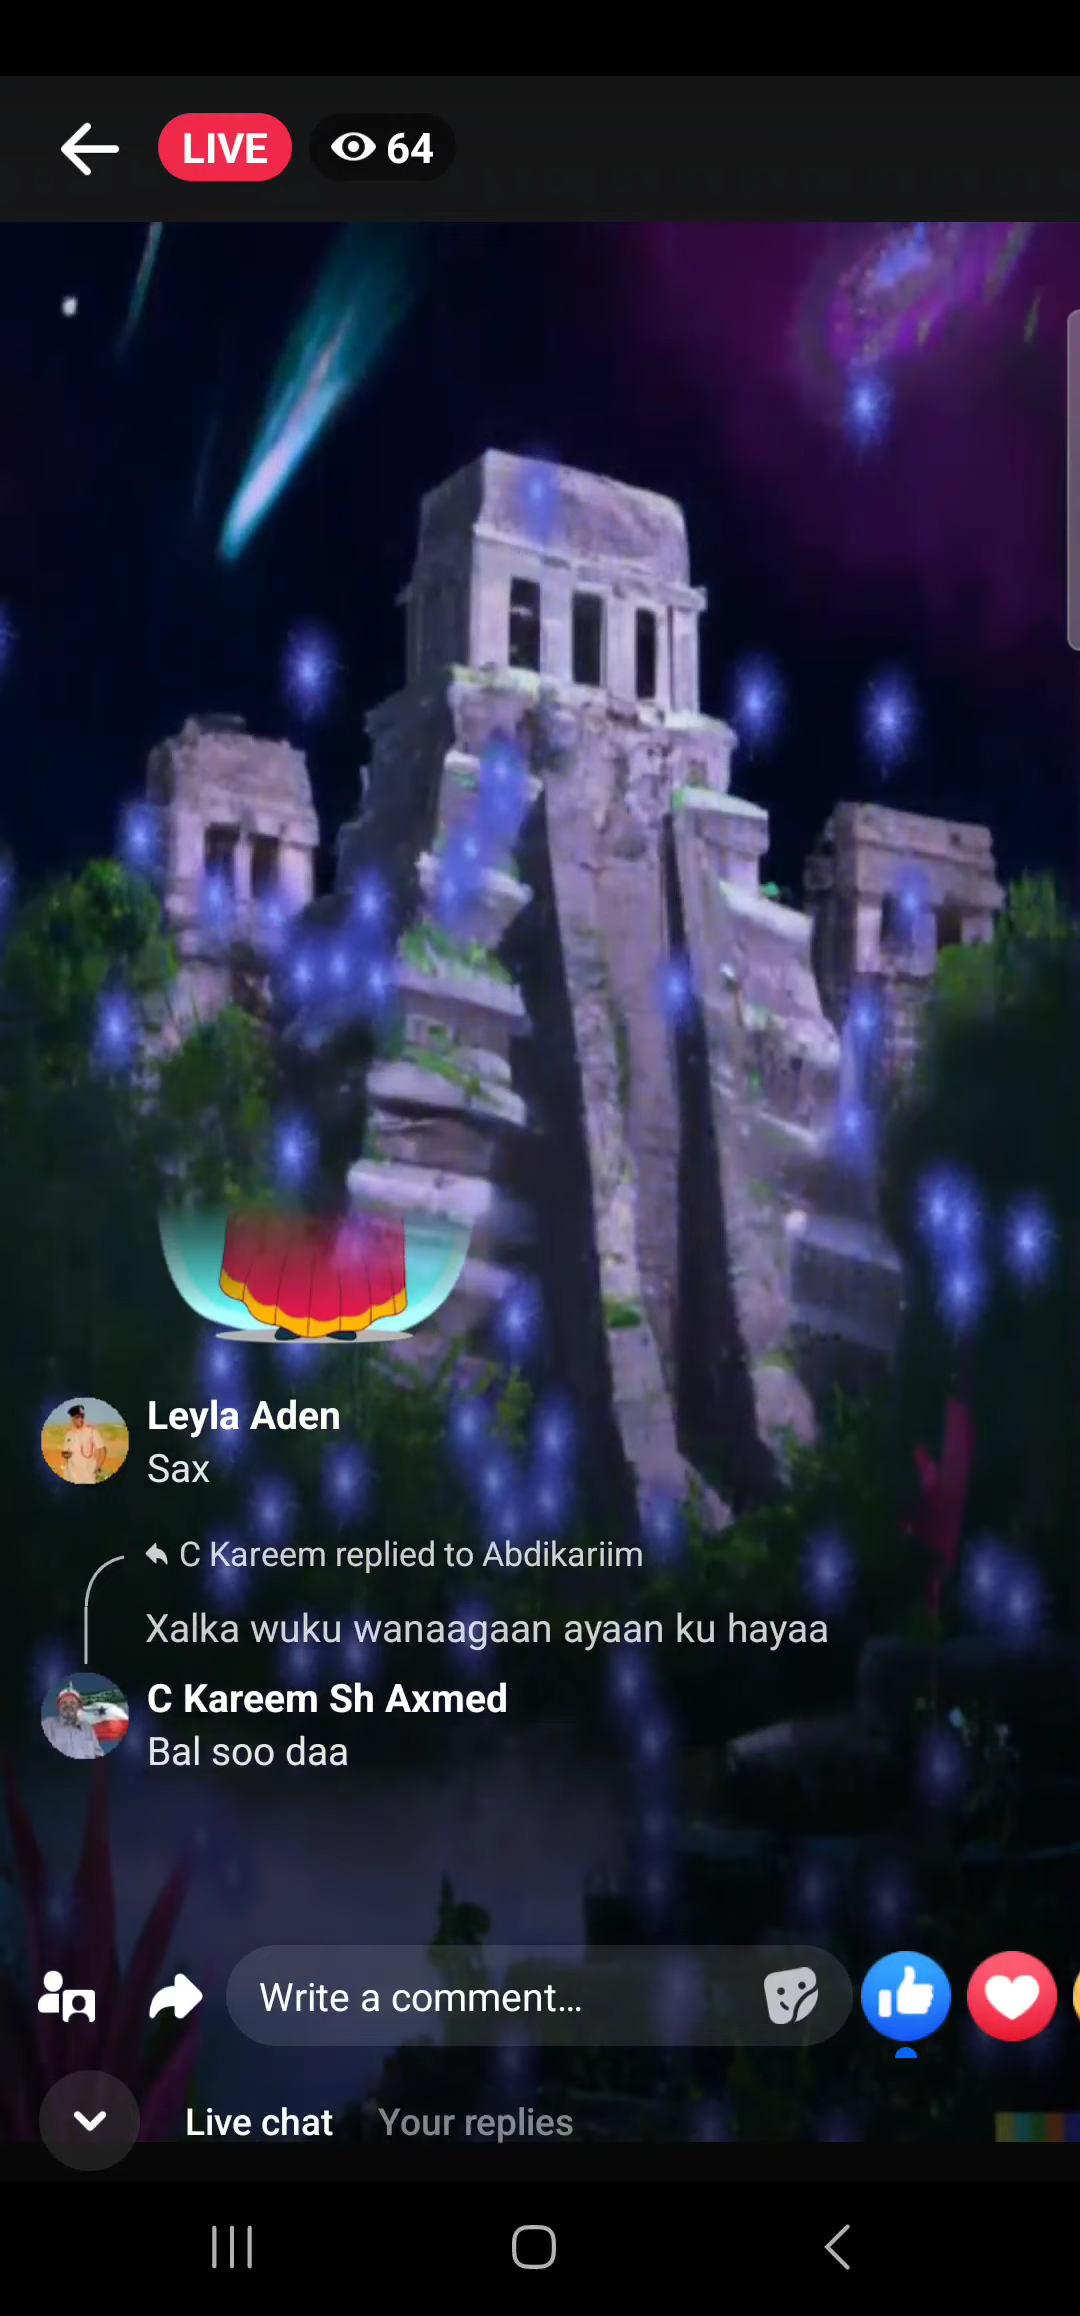 LIVE 64
Leyla Aden
Sax
C Kareem replied to Abdikariim
Xalka wuku wanaagaan ayaan ku hayaa
C Kareem Sh Axmed
Bal soo daa
Write a comment...
Live chat Your replies